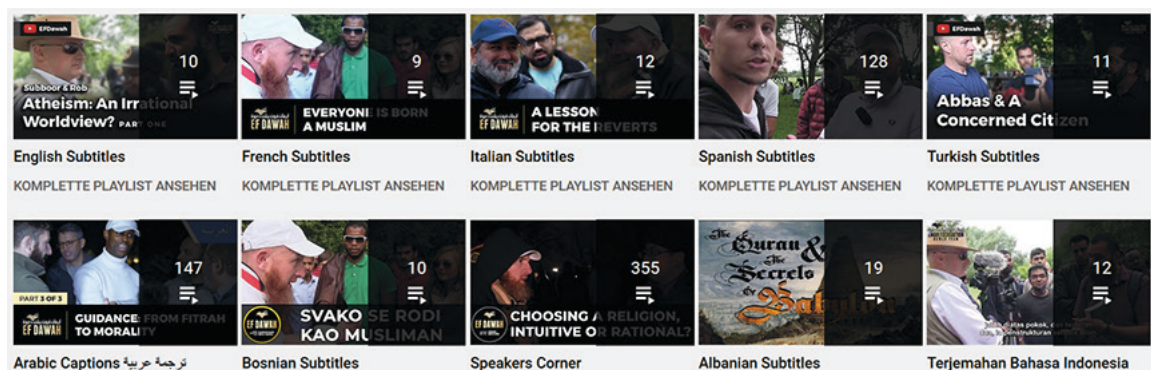 EFDawah
10
Subboor & Rob
Atheism: An Irrational
Worldview? PART ONE
English Subtitles
KOMPLETTE PLAYLIST ANSEHEN
9
EF DAWAH
EVERYONE IS BORN
A MUSLIM
French Subtitles
KOMPLETTE PLAYLIST ANSEHEN
12
EF DAWAH
A LESSON
FOR THE REVERTS
Italian Subtitles
KOMPLETTE PLAYLIST ANSEHEN
128
Spanish Subtitles
KOMPLETTE PLAYLIST ANSEHEN
EFDawah
11
Abbas & A
Concerned Citizen
Turkish Subtitles
KOMPLETTE PLAYLIST ANSEHEN
147
PART 3 OF 3
EF DAWAH
GUIDANCE: FROM FITRAH
TO MORALITY
Arabic Captions ترجمة عربية
10
EF DAWAH
SVAKO SE RODI
KAO MUSLIMAN
Bosnian Subtitles
355
EF DAWAH
CHOOSING A RELIGION,
INTUITIVE OR RATIONAL?
Speakers Corner
The Quran &
The Secrets
Of Babylon
19
Albanian Subtitles
12
diatas pokok, dan
Terjemahan Bahasa Indonesia